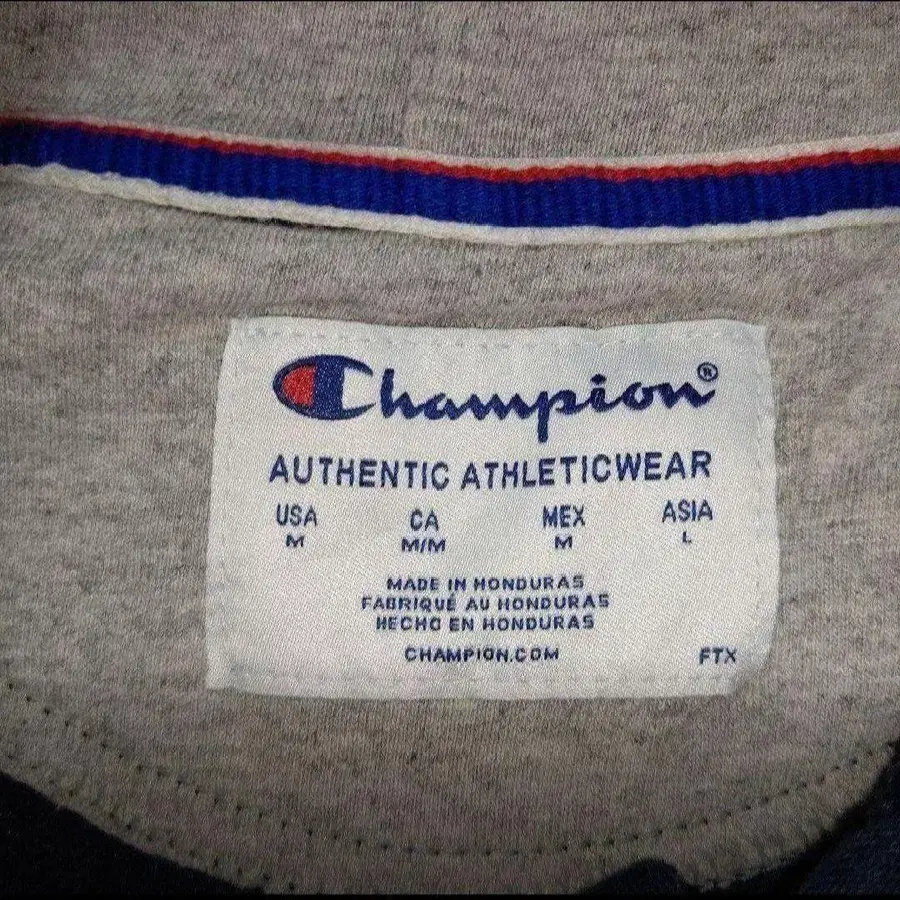 Champion®
AUTHENTIC ATHLETICWEAR
USA CA MEX ASIA
M M/M M L
MADE IN HONDURAS
FABRIQUÉ AU HONDURAS
HECHO EN HONDURAS
CHAMPION.COM FTX